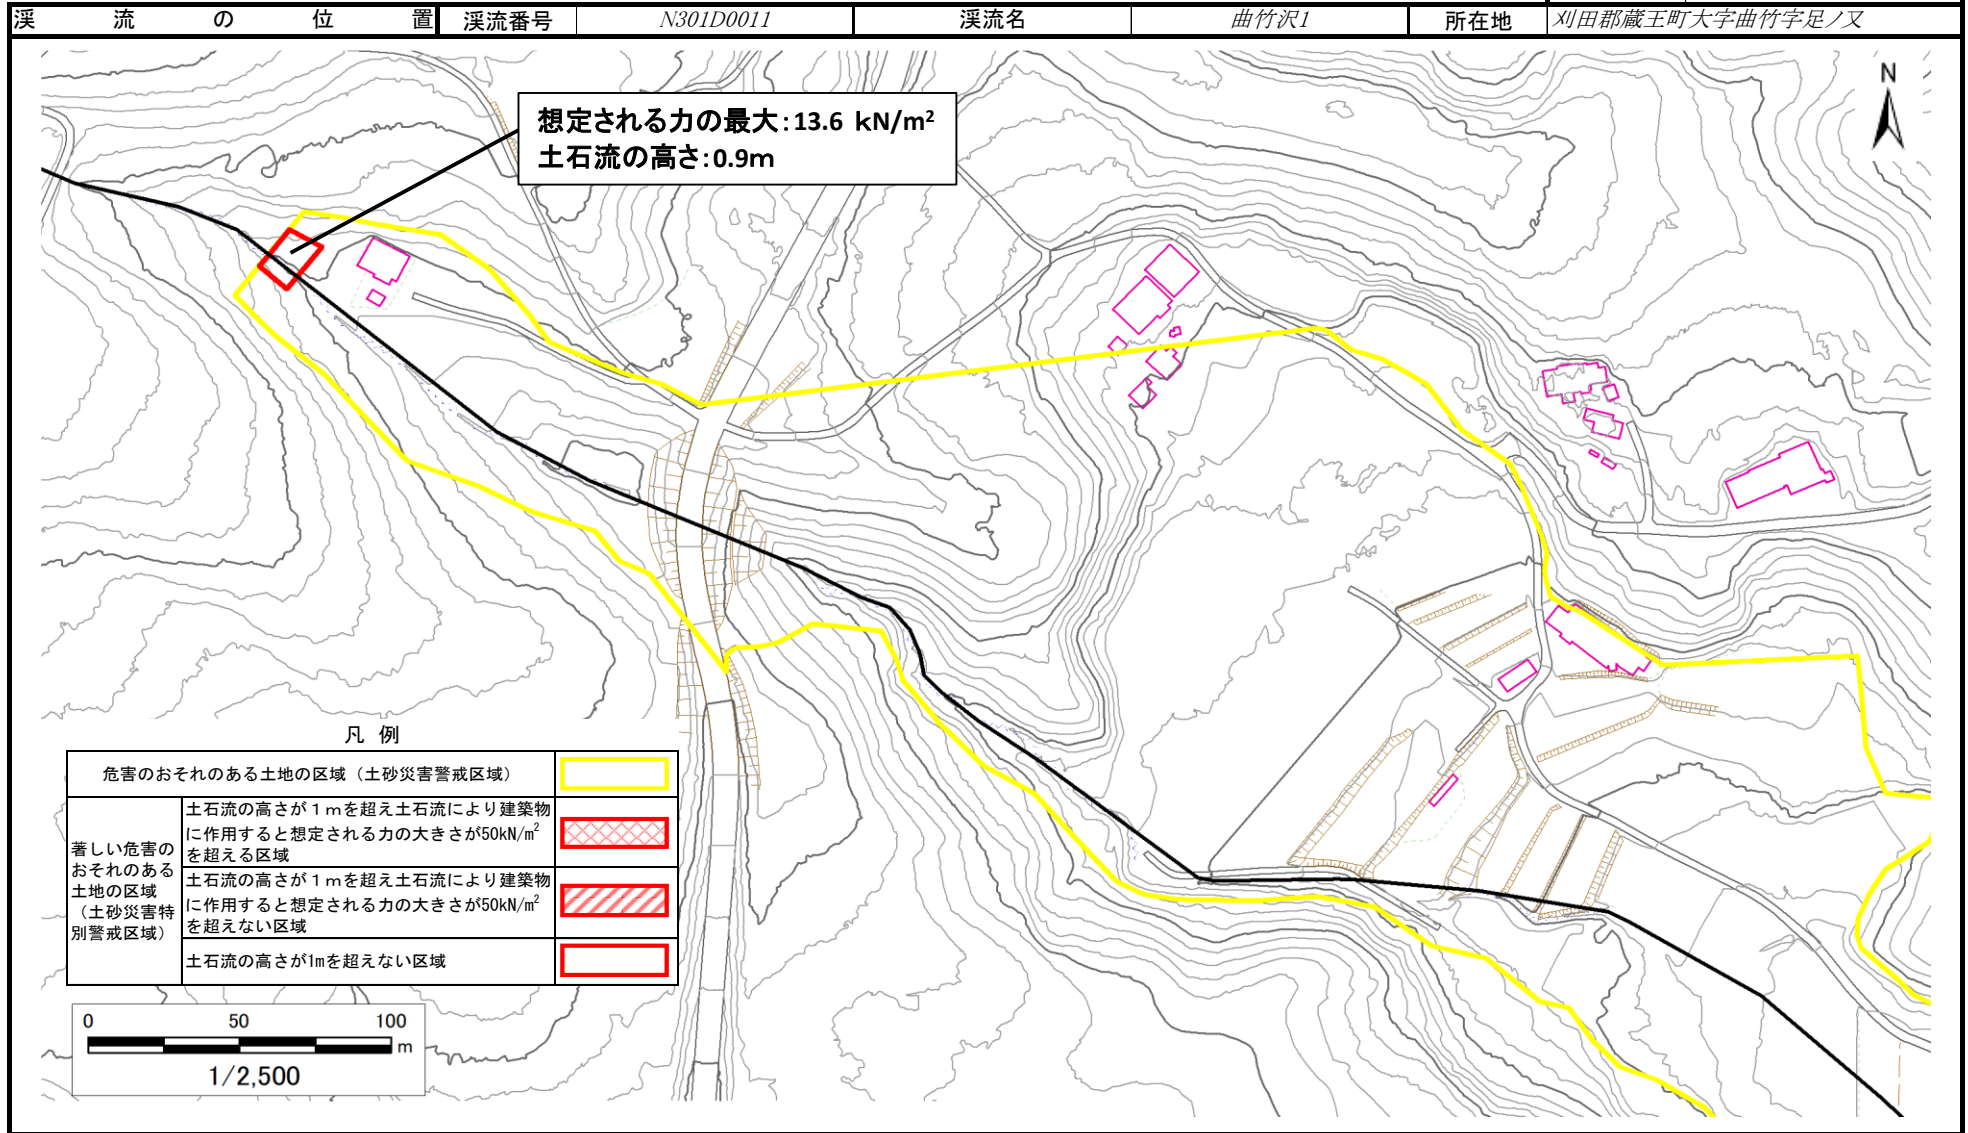 渓流の位置 渓流番号 N301D0011 渓流名 曲竹沢1 所在地 刈田郡蔵王町大字曲竹字足ノ又
N
想定される力の最大:13.6 kN/m²
土石流の高さ:0.9m
凡 例
危害のおそれのある土地の区域（土砂災害警戒区域）
著しい危害の
おそれのある
土地の区域
（土砂災害特
別警戒区域）
土石流の高さが１ｍを超え土石流により建築物
に作用すると想定される力の大きさが50kN/m²
を超える区域
土石流の高さが１ｍを超え土石流により建築物
に作用すると想定される力の大きさが50kN/m²
を超えない区域
土石流の高さが1mを超えない区域
0 50 100
m
1/2,500